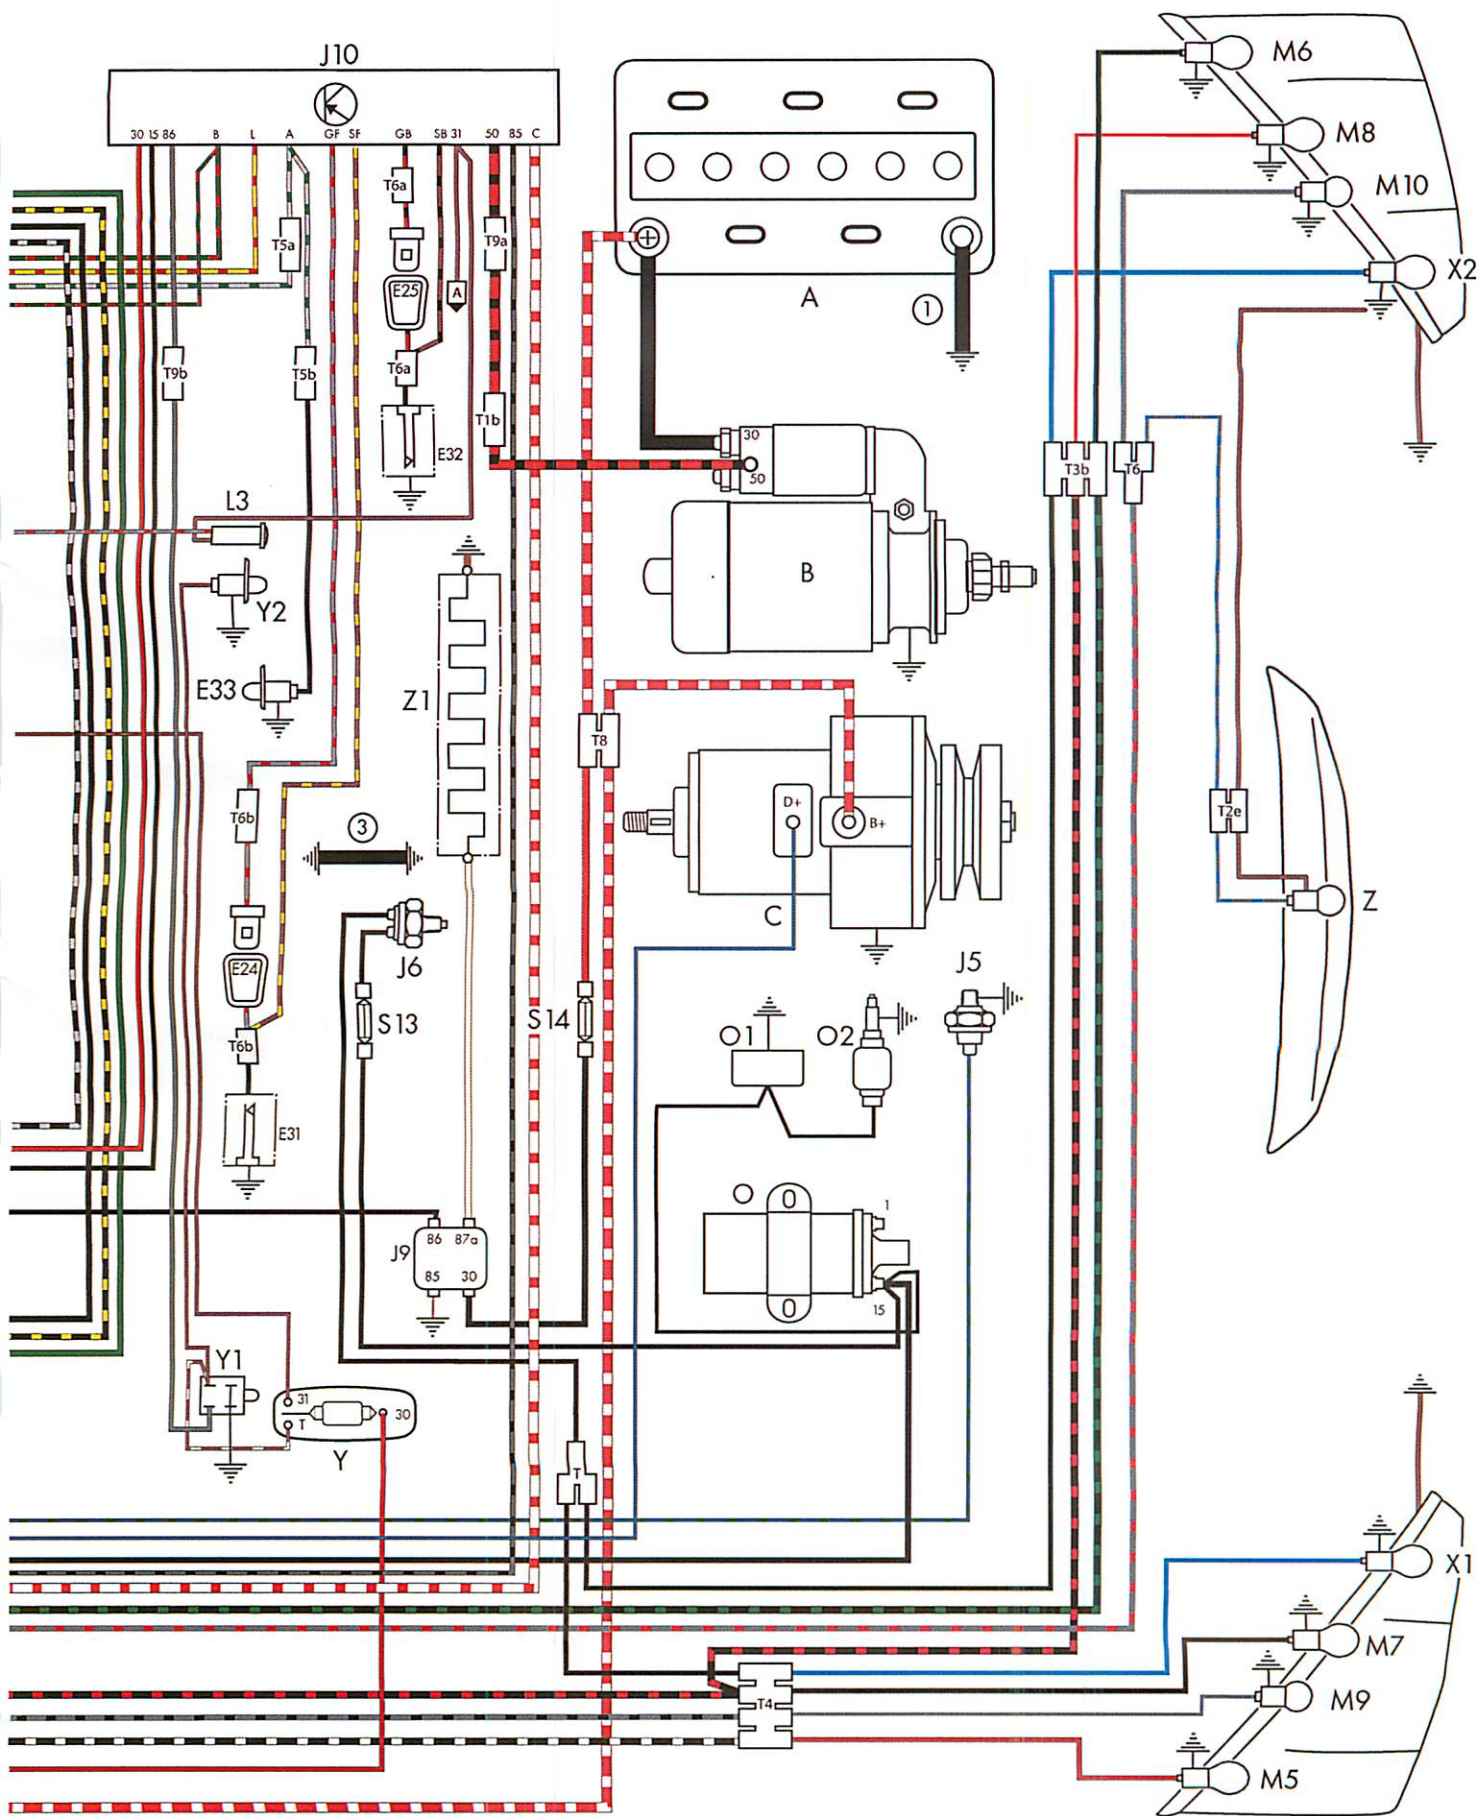 J10
30 15 86 B L A GF SF GB SB 31 50 85 C
M6
M8
M10
X2
T6a
T5a
T9a
E25
A
A
1
T9b
T5b
T6a
T1b
30
50
E32
T3b
T6
L3
B
Y2
E33
Z1
T8
D+
B+
C
T6b
3
T2e
Z
J6
J5
E24
S13
S14
O1
O2
T6b
E31
O
1
15
J9
86 87a
85 30
Y1
31
T
30
Y
T
X1
M7
T4
M9
M5